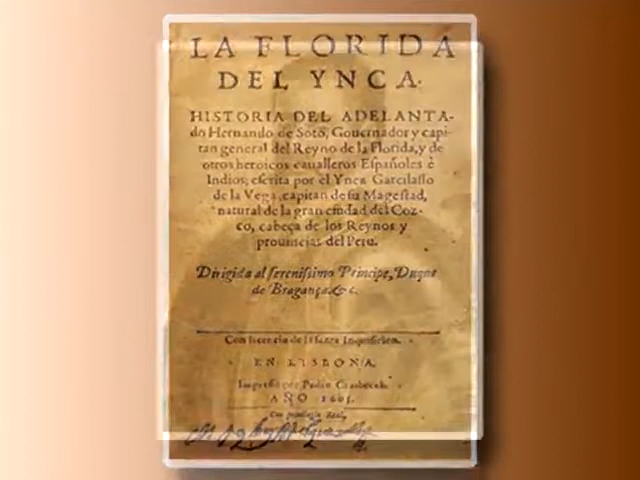 LA FLORIDA
DEL YNCA.
HISTORIA DEL ADELANTA-
do Hernando de Soto, Gouernador y capi-
tan general del Reyno de la Florida, y de
otros heroicos caualleros Españoles è
Indios; escrita por el Ynca Garcilasso
de la Vega, capitan de su Magestad,
natural de la gran ciudad del Coz-
co, cabeça de los Reynos y
prouincias del Peru.
Dirigida al serenissimo Principe, Duque
de Bragança. &c.
Con licencia de la santa Inquisicion.
EN LISBONA.
Impresso por Pedro Crasbeeck.
AÑO 1605.
Con priuilegio Real,